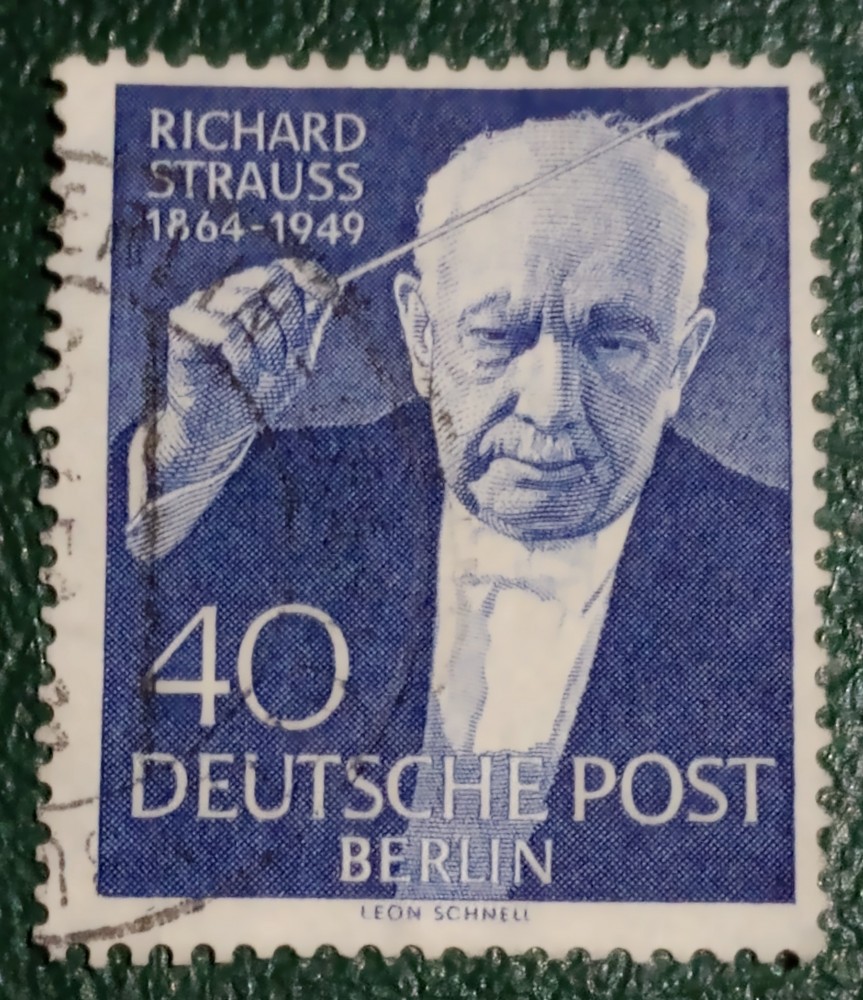 RICHARD
STRAUSS
1864-1949
40
DEUTSCHE POST
BERLIN
LEON SCHNELL